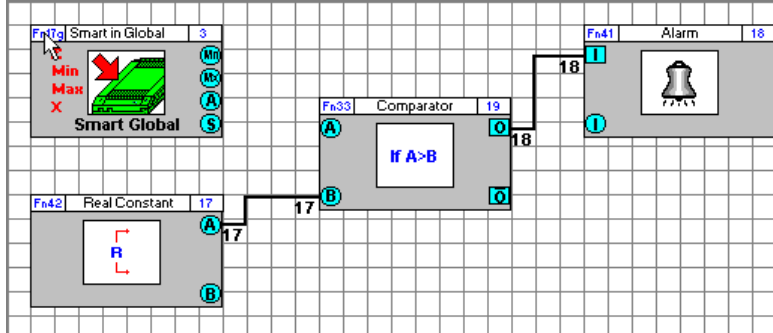 Fn17g Smart in Global 3
Min
Max
X
Mn
Mx
A
S
Smart Global
Fn42 Real Constant 17
R
A
B
17
17
Fn33 Comparator 19
A
B
If A>B
O
O
18
18
Fn41 Alarm 18
I
I